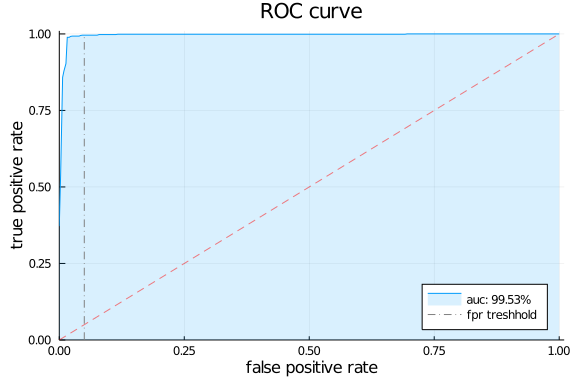 ROC curve
true positive rate
1.00
0.75
0.50
0.25
0.00
0.00 0.25 0.50 0.75 1.00
false positive rate
auc: 99.53%
fpr treshhold